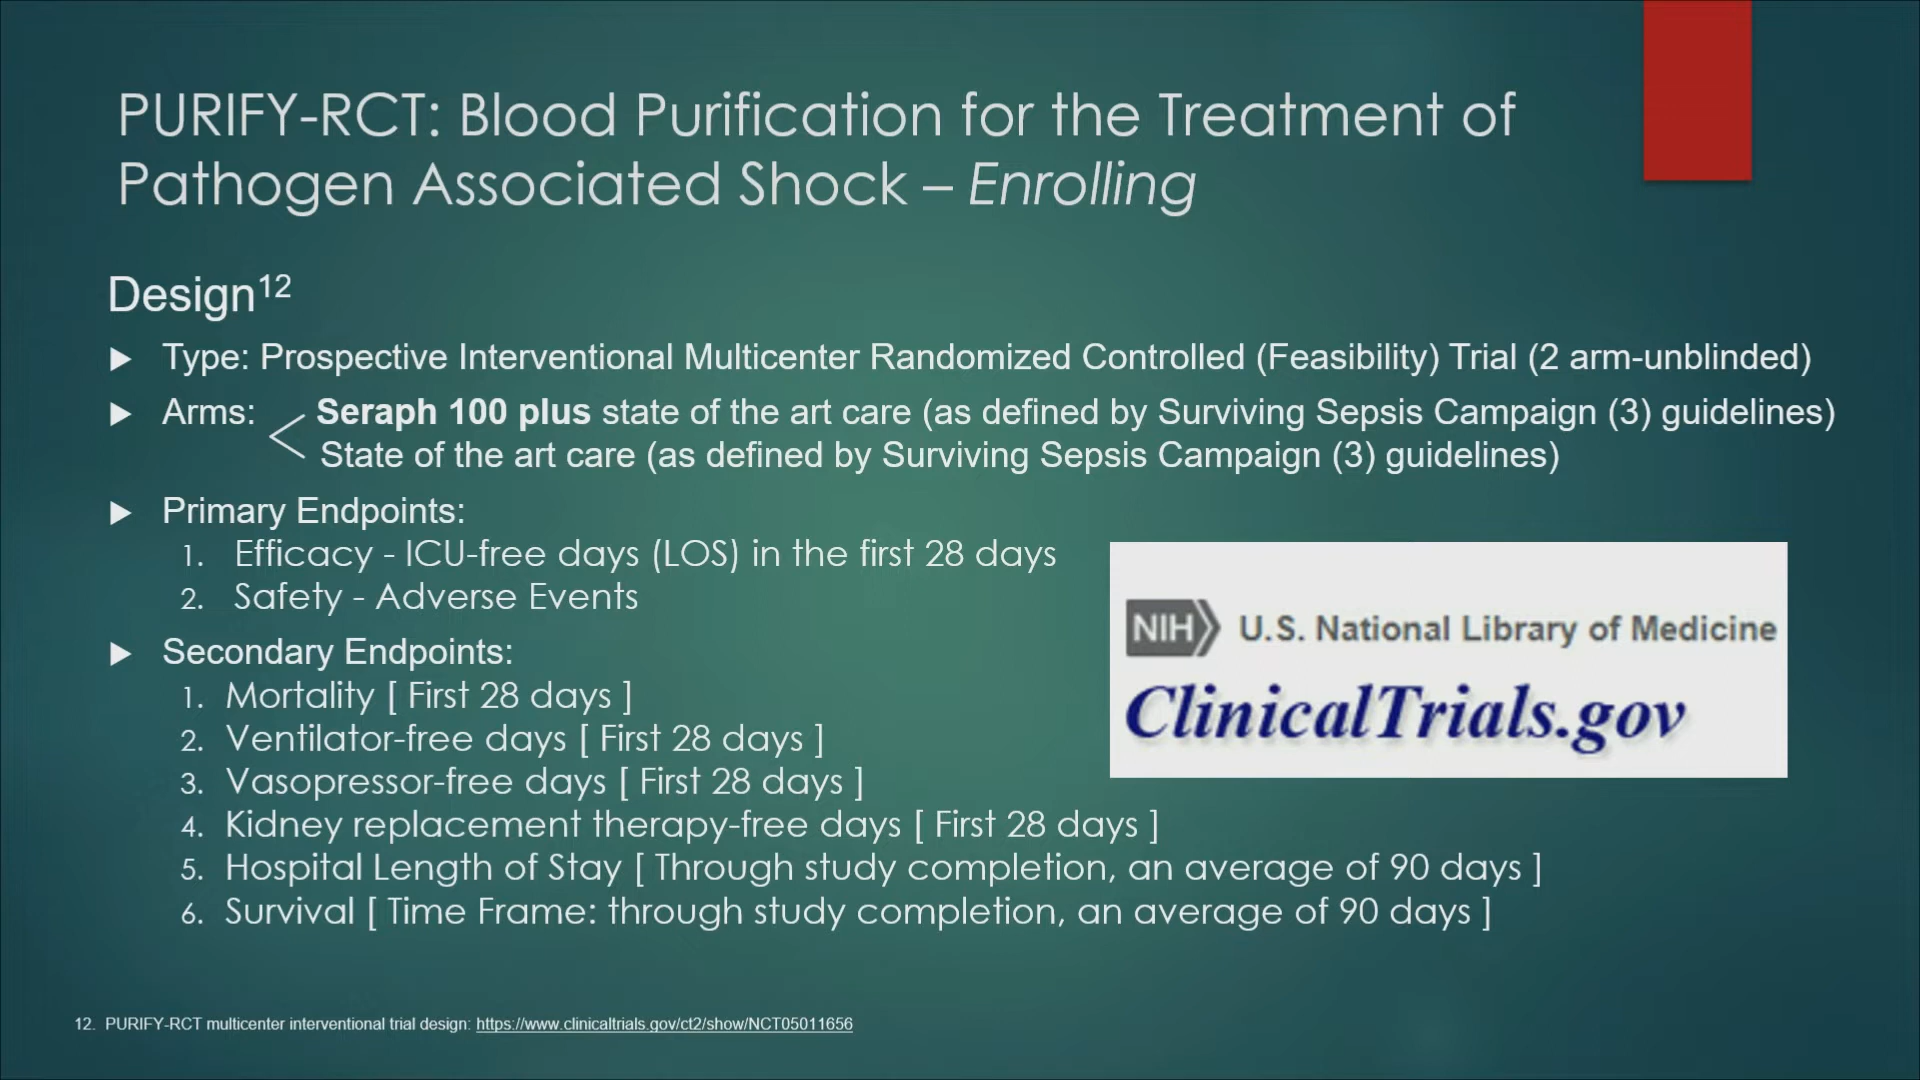 PURIFY-RCT: Blood Purification for the Treatment of
Pathogen Associated Shock – Enrolling
Design¹²
Type: Prospective Interventional Multicenter Randomized Controlled (Feasibility) Trial (2 arm-unblinded)
Arms: Seraph 100 plus state of the art care (as defined by Surviving Sepsis Campaign (3) guidelines)
State of the art care (as defined by Surviving Sepsis Campaign (3) guidelines)
Primary Endpoints:
1. Efficacy - ICU-free days (LOS) in the first 28 days
2. Safety - Adverse Events
Secondary Endpoints:
1. Mortality [ First 28 days ]
2. Ventilator-free days [ First 28 days ]
3. Vasopressor-free days [ First 28 days ]
4. Kidney replacement therapy-free days [ First 28 days ]
5. Hospital Length of Stay [ Through study completion, an average of 90 days ]
6. Survival [ Time Frame: through study completion, an average of 90 days ]
NIH U.S. National Library of Medicine
ClinicalTrials.gov
12. PURIFY-RCT multicenter interventional trial design: https://www.clinicaltrials.gov/ct2/show/NCT05011656